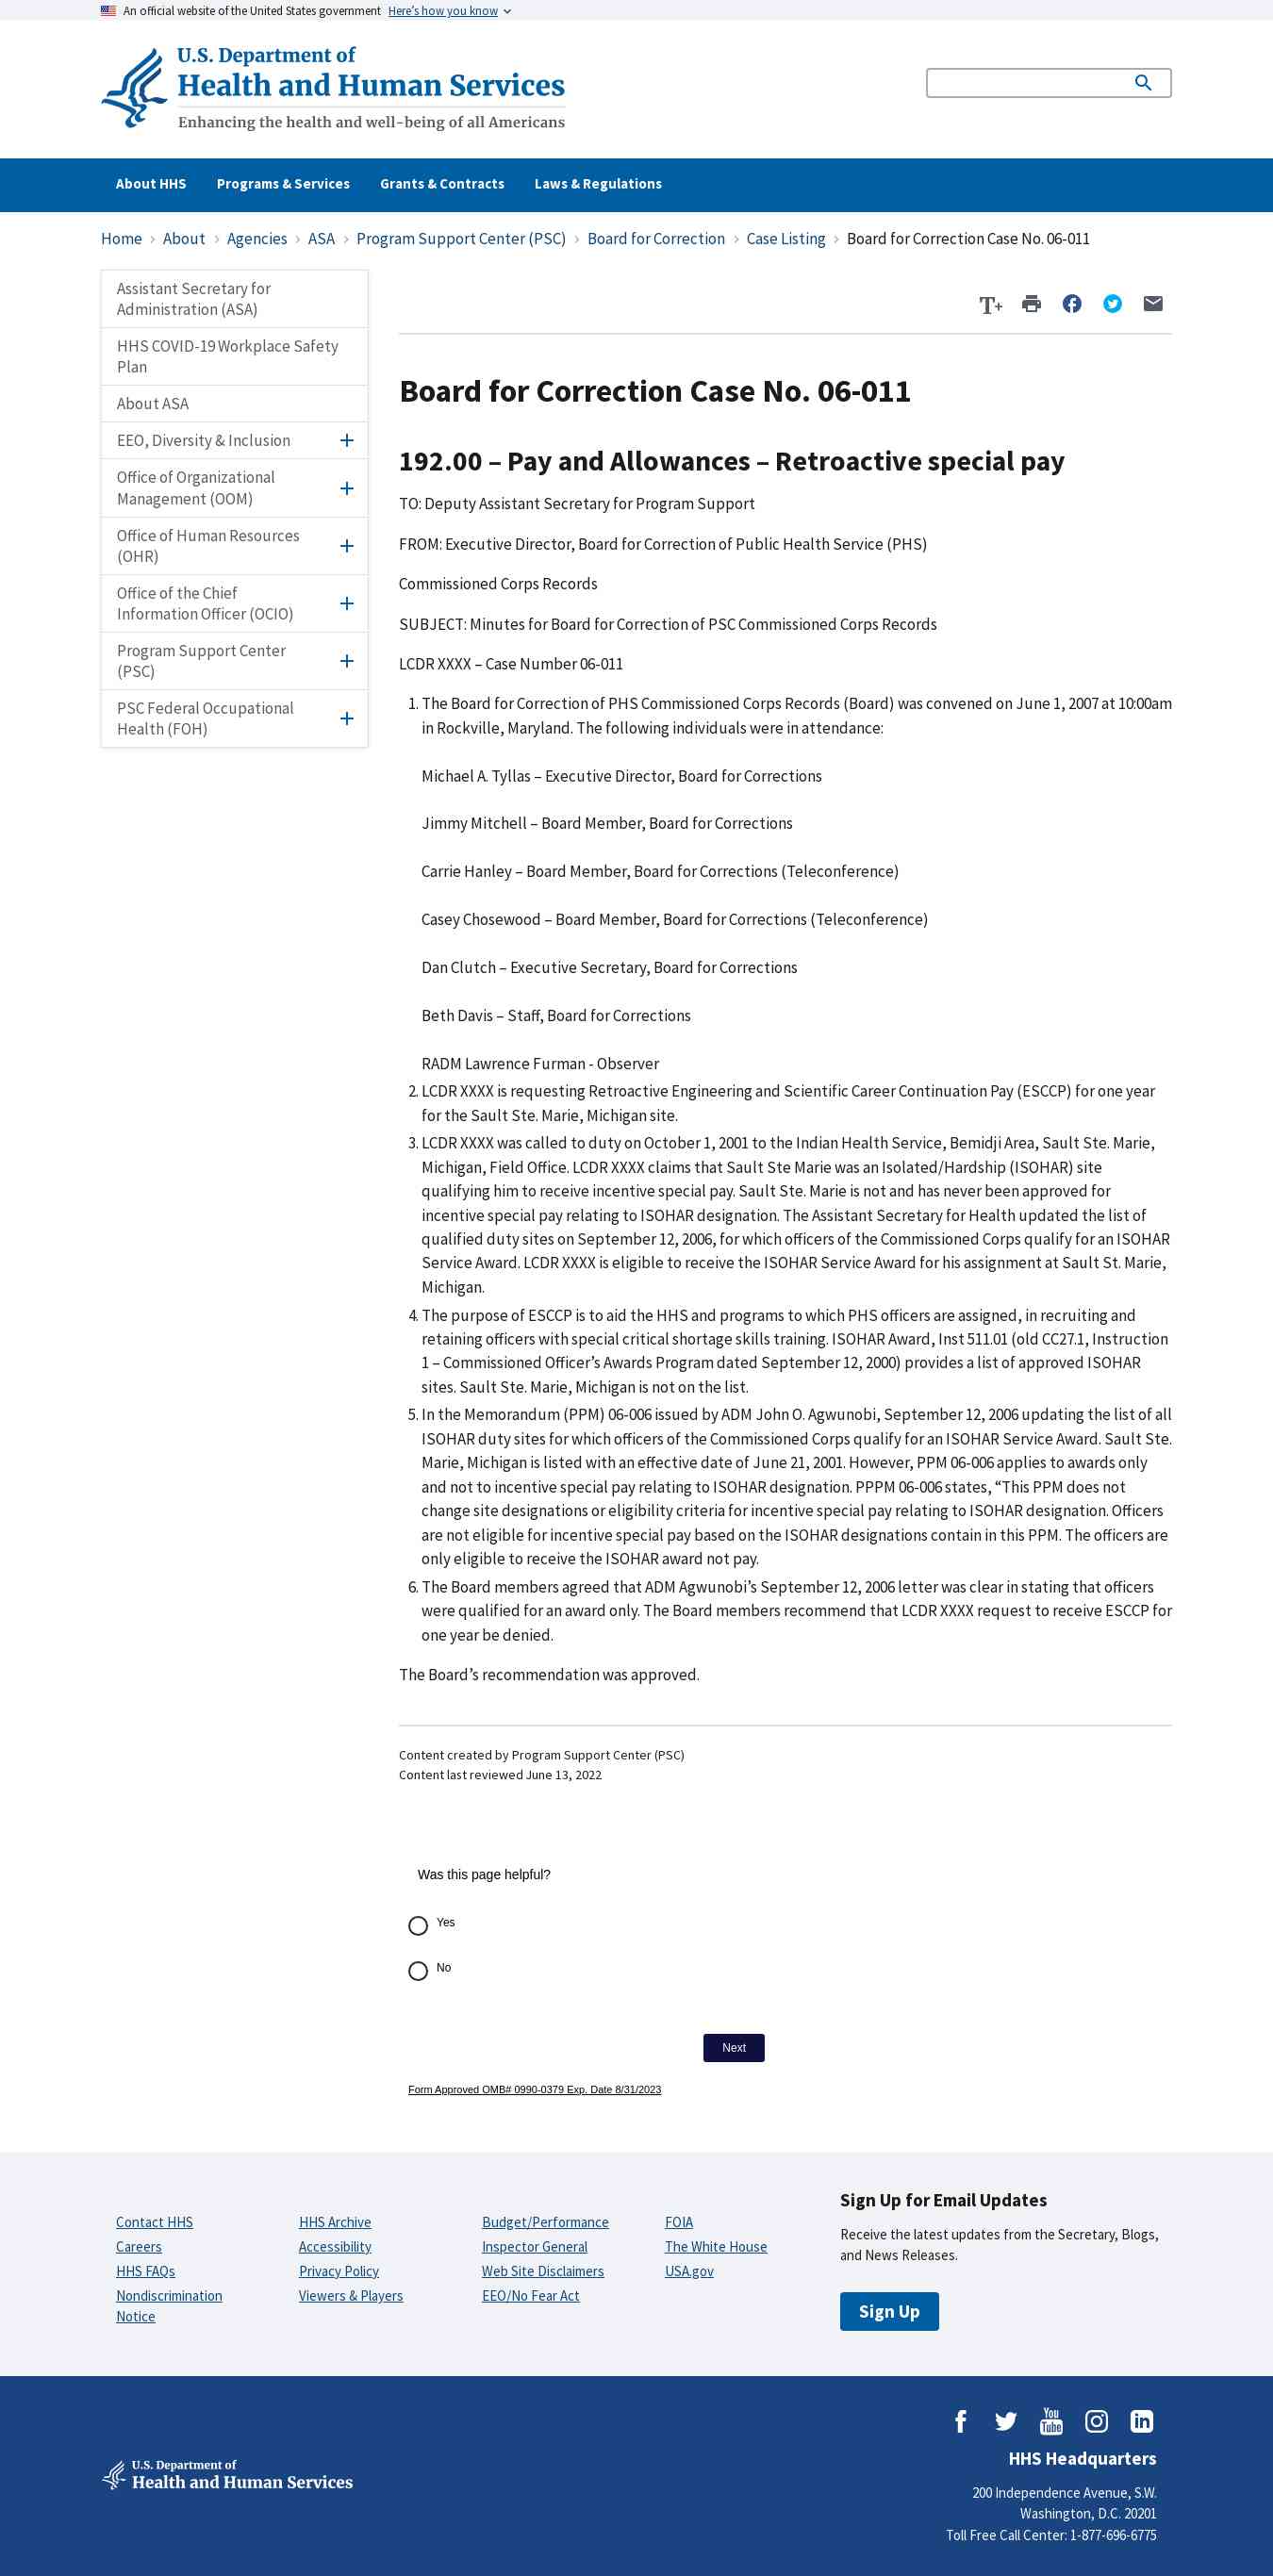 An official website of the United States government Here's how you know
U.S. Department of
Health and Human Services
Enhancing the health and well-being of all Americans
About HHS Programs & Services Grants & Contracts Laws & Regulations
Home › About › Agencies › ASA › Program Support Center (PSC) › Board for Correction › Case Listing › Board for Correction Case No. 06-011
Assistant Secretary for
Administration (ASA)
HHS COVID-19 Workplace Safety
Plan
About ASA
EEO, Diversity & Inclusion
Office of Organizational
Management (OOM)
Office of Human Resources
(OHR)
Office of the Chief
Information Officer (OCIO)
Program Support Center
(PSC)
PSC Federal Occupational
Health (FOH)
T+
Board for Correction Case No. 06-011
192.00 – Pay and Allowances – Retroactive special pay
TO: Deputy Assistant Secretary for Program Support
FROM: Executive Director, Board for Correction of Public Health Service (PHS)
Commissioned Corps Records
SUBJECT: Minutes for Board for Correction of PSC Commissioned Corps Records
LCDR XXXX – Case Number 06-011
1. The Board for Correction of PHS Commissioned Corps Records (Board) was convened on June 1, 2007 at 10:00am
in Rockville, Maryland. The following individuals were in attendance:
Michael A. Tyllas – Executive Director, Board for Corrections
Jimmy Mitchell – Board Member, Board for Corrections
Carrie Hanley – Board Member, Board for Corrections (Teleconference)
Casey Chosewood – Board Member, Board for Corrections (Teleconference)
Dan Clutch – Executive Secretary, Board for Corrections
Beth Davis – Staff, Board for Corrections
RADM Lawrence Furman - Observer
2. LCDR XXXX is requesting Retroactive Engineering and Scientific Career Continuation Pay (ESCCP) for one year
for the Sault Ste. Marie, Michigan site.
3. LCDR XXXX was called to duty on October 1, 2001 to the Indian Health Service, Bemidji Area, Sault Ste. Marie,
Michigan, Field Office. LCDR XXXX claims that Sault Ste Marie was an Isolated/Hardship (ISOHAR) site
qualifying him to receive incentive special pay. Sault Ste. Marie is not and has never been approved for
incentive special pay relating to ISOHAR designation. The Assistant Secretary for Health updated the list of
qualified duty sites on September 12, 2006, for which officers of the Commissioned Corps qualify for an ISOHAR
Service Award. LCDR XXXX is eligible to receive the ISOHAR Service Award for his assignment at Sault St. Marie,
Michigan.
4. The purpose of ESCCP is to aid the HHS and programs to which PHS officers are assigned, in recruiting and
retaining officers with special critical shortage skills training. ISOHAR Award, Inst 511.01 (old CC27.1, Instruction
1 – Commissioned Officer's Awards Program dated September 12, 2000) provides a list of approved ISOHAR
sites. Sault Ste. Marie, Michigan is not on the list.
5. In the Memorandum (PPM) 06-006 issued by ADM John O. Agwunobi, September 12, 2006 updating the list of all
ISOHAR duty sites for which officers of the Commissioned Corps qualify for an ISOHAR Service Award. Sault Ste.
Marie, Michigan is listed with an effective date of June 21, 2001. However, PPM 06-006 applies to awards only
and not to incentive special pay relating to ISOHAR designation. PPPM 06-006 states, “This PPM does not
change site designations or eligibility criteria for incentive special pay relating to ISOHAR designation. Officers
are not eligible for incentive special pay based on the ISOHAR designations contain in this PPM. The officers are
only eligible to receive the ISOHAR award not pay.
6. The Board members agreed that ADM Agwunobi’s September 12, 2006 letter was clear in stating that officers
were qualified for an award only. The Board members recommend that LCDR XXXX request to receive ESCCP for
one year be denied.
The Board’s recommendation was approved.
Content created by Program Support Center (PSC)
Content last reviewed June 13, 2022
Was this page helpful?
Yes
No
Next
Form Approved OMB# 0990-0379 Exp. Date 8/31/2023
Contact HHS
Careers
HHS FAQs
Nondiscrimination
Notice
HHS Archive
Accessibility
Privacy Policy
Viewers & Players
Budget/Performance
Inspector General
Web Site Disclaimers
EEO/No Fear Act
FOIA
The White House
USA.gov
Sign Up for Email Updates
Receive the latest updates from the Secretary, Blogs,
and News Releases.
Sign Up
You
Tube
U.S. Department of
Health and Human Services
HHS Headquarters
200 Independence Avenue, S.W.
Washington, D.C. 20201
Toll Free Call Center: 1-877-696-6775